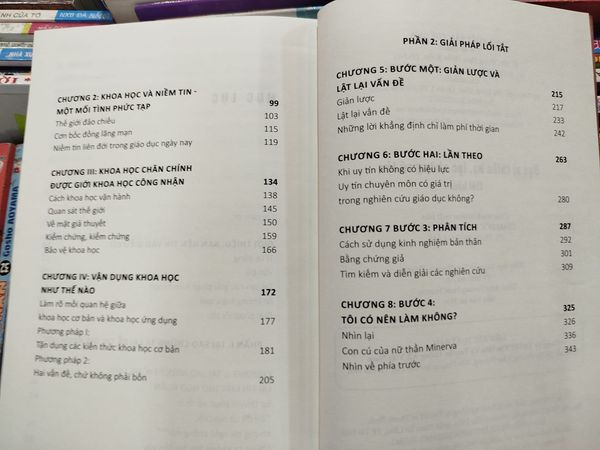 NXB ĐÀ NẴNG
GOSHO AOYAMA
CHƯƠNG 2: KHOA HỌC VÀ NIỀM TIN -
MỘT MỐI TÌNH PHỨC TẠP 99
Thế giới đảo chiều 103
Cơn bốc đồng lãng mạn 115
Niềm tin liên đới trong giáo dục ngày nay 119
CHƯƠNG III: KHOA HỌC CHÂN CHÍNH
ĐƯỢC GIỚI KHOA HỌC CÔNG NHẬN 134
Cách khoa học vận hành 138
Quan sát thế giới 145
Về mặt giả thuyết 150
Kiểm chứng, kiểm chứng 159
Bảo vệ khoa học 166
CHƯƠNG IV: VẬN DỤNG KHOA HỌC
NHƯ THẾ NÀO 172
Làm rõ mối quan hệ giữa
khoa học cơ bản và khoa học ứng dụng 177
Phương pháp I:
Tận dụng các kiến thức khoa học cơ bản 181
Phương pháp 2:
Hai vấn đề, chứ không phải bốn 205
PHẦN 2: GIẢI PHÁP LỐI TẮT
CHƯƠNG 5: BƯỚC MỘT: GIẢN LƯỢC VÀ
LẬT LẠI VẤN ĐỀ 215
Giản lược 217
Lật lại vấn đề 233
Những lời khẳng định chỉ làm phí thời gian 242
CHƯƠNG 6: BƯỚC HAI: LẦN THEO 263
Khi uy tín không có hiệu lực
Uy tín chuyên môn có giá trị
trong nghiên cứu giáo dục không? 280
CHƯƠNG 7 BƯỚC 3: PHÂN TÍCH 287
Cách sử dụng kinh nghiệm bản thân 292
Bằng chứng giả 301
Tìm kiếm và diễn giải các nghiên cứu 309
CHƯƠNG 8: BƯỚC 4: 325
TÔI CÓ NÊN LÀM KHÔNG? 326
Nhìn lại 336
Con cú của nữ thần Minerva 343
Nhìn về phía trước